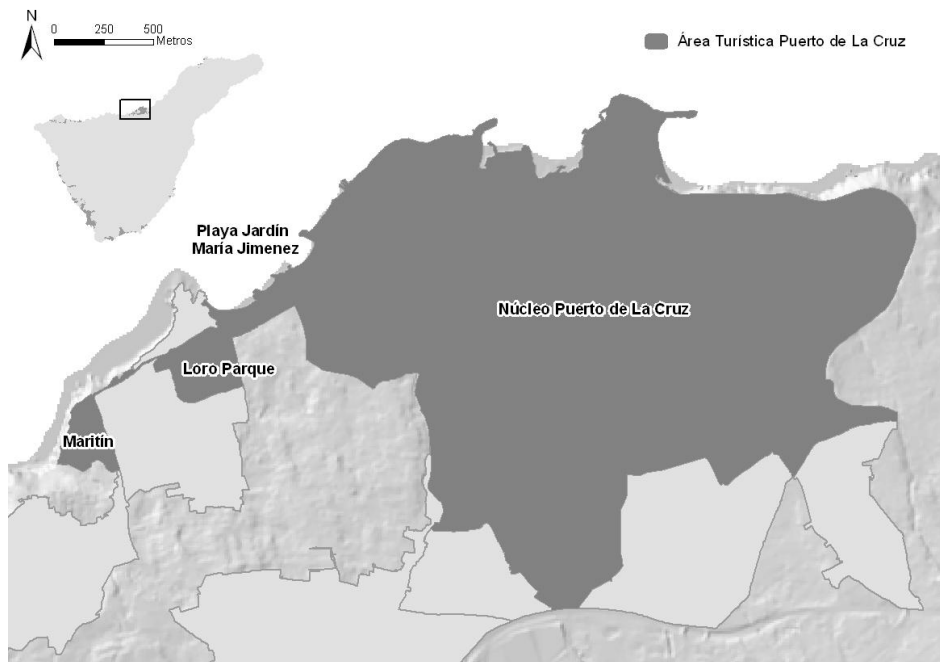 N
0 250 500
Metros
Área Turística Puerto de La Cruz
Playa Jardín
María Jimenez
Núcleo Puerto de La Cruz
Loro Parque
Maritín